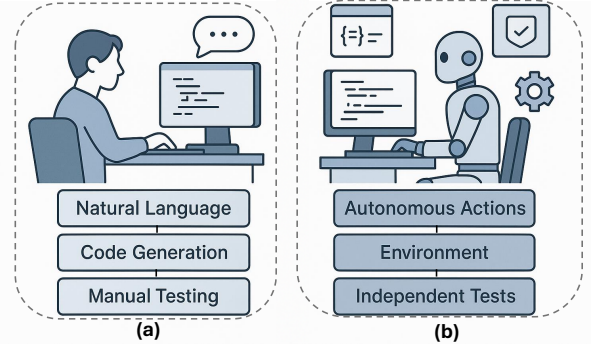 {=}
Natural Language
Code Generation
Manual Testing
(a)
Autonomous Actions
Environment
Independent Tests
(b)